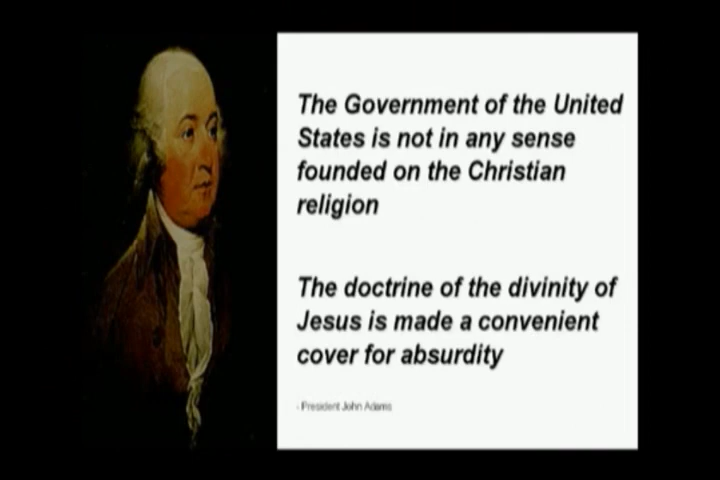 The Government of the United
States is not in any sense
founded on the Christian
religion
The doctrine of the divinity of
Jesus is made a convenient
cover for absurdity
- President John Adams